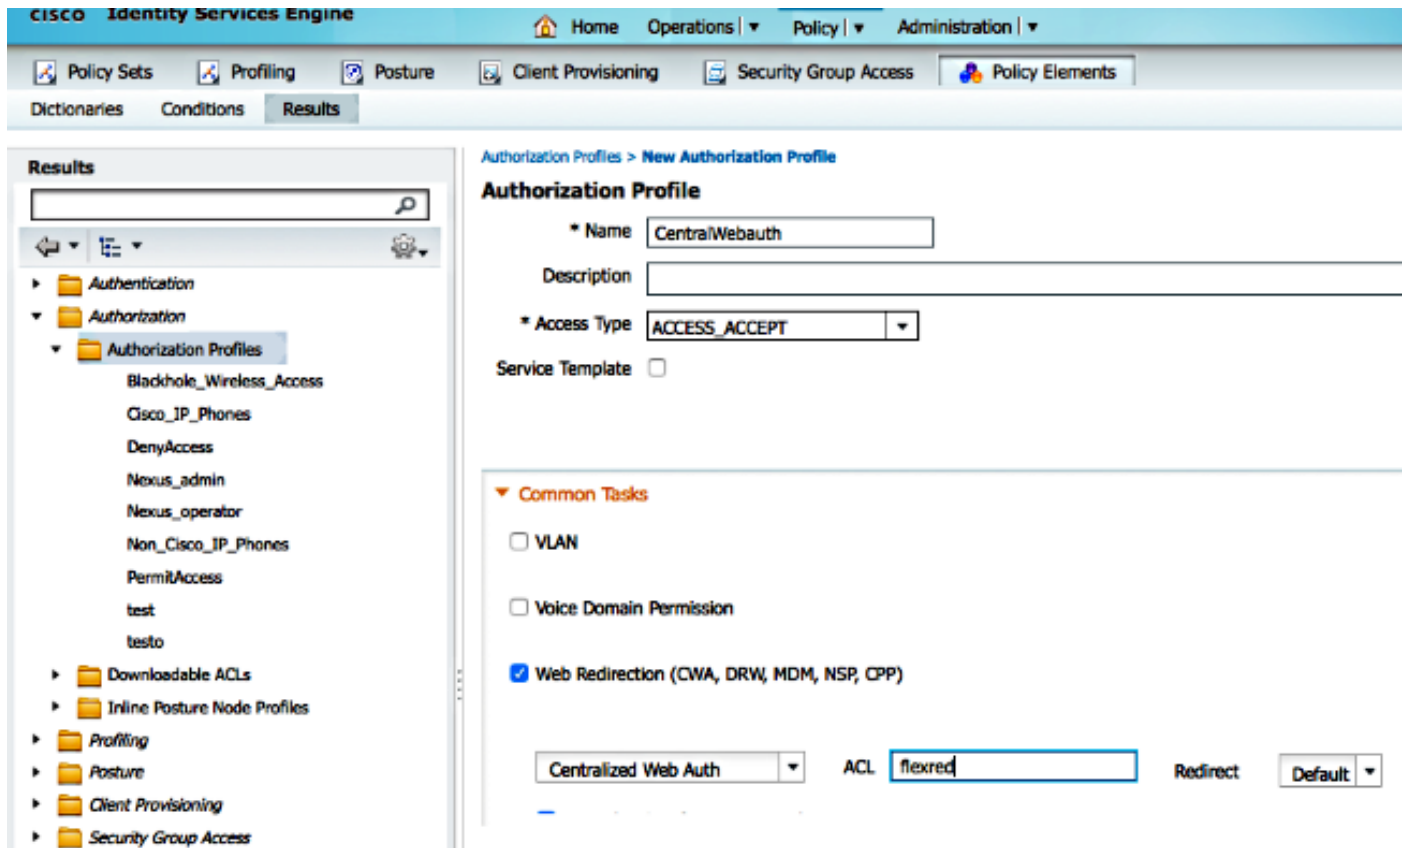 cisco Identity Services Engine
Home Operations | Policy | Administration |
Policy Sets Profiling Posture Client Provisioning Security Group Access Policy Elements
Dictionaries Conditions Results
Results
Authentication
Authorization
Authorization Profiles
Blackhole_Wireless_Access
Cisco_IP_Phones
DenyAccess
Nexus_admin
Nexus_operator
Non_Cisco_IP_Phones
PermitAccess
test
testo
Downloadable ACLs
Inline Posture Node Profiles
Profiling
Posture
Client Provisioning
Security Group Access
Authorization Profiles > New Authorization Profile
Authorization Profile
* Name CentralWebauth
Description
* Access Type ACCESS_ACCEPT
Service Template
Common Tasks
VLAN
Voice Domain Permission
Web Redirection (CWA, DRW, MDM, NSP, CPP)
Centralized Web Auth ACL flexred Redirect Default